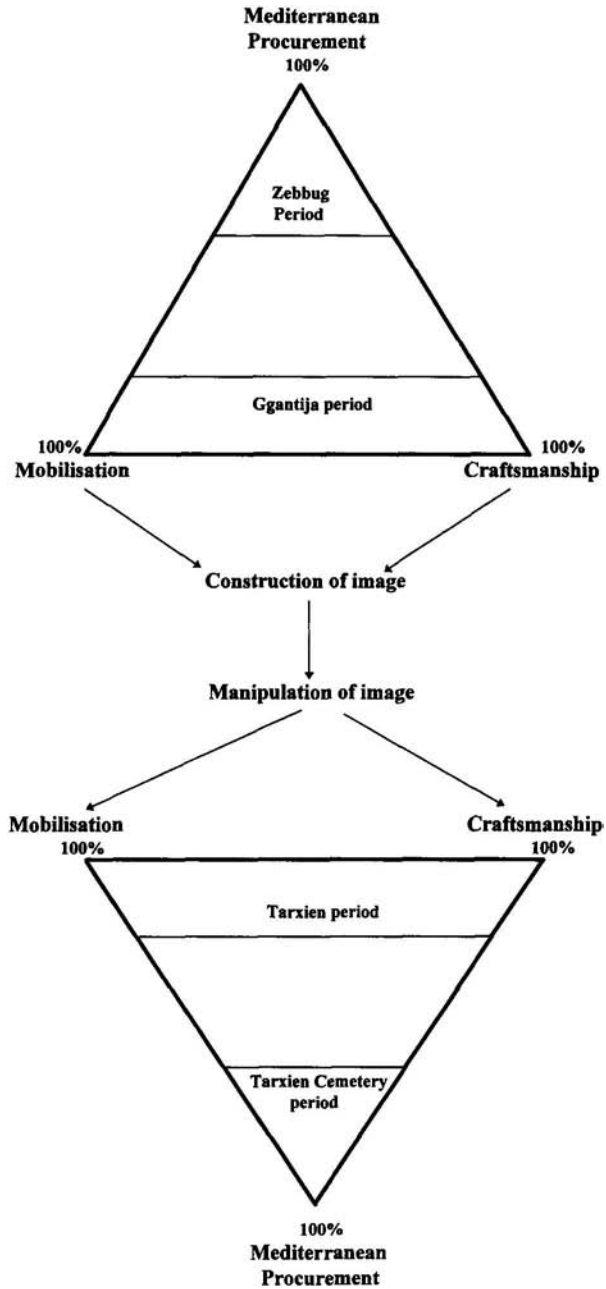 Mediterranean
Procurement
100%
Zebbug
Period
Ggantija period
100%
100%
Mobilisation
Craftsmanship
Construction of image
Manipulation of image
Mobilisation
Craftsmanship
100%
100%
Tarxien period
Tarxien Cemetery
period
100%
Mediterranean
Procurement